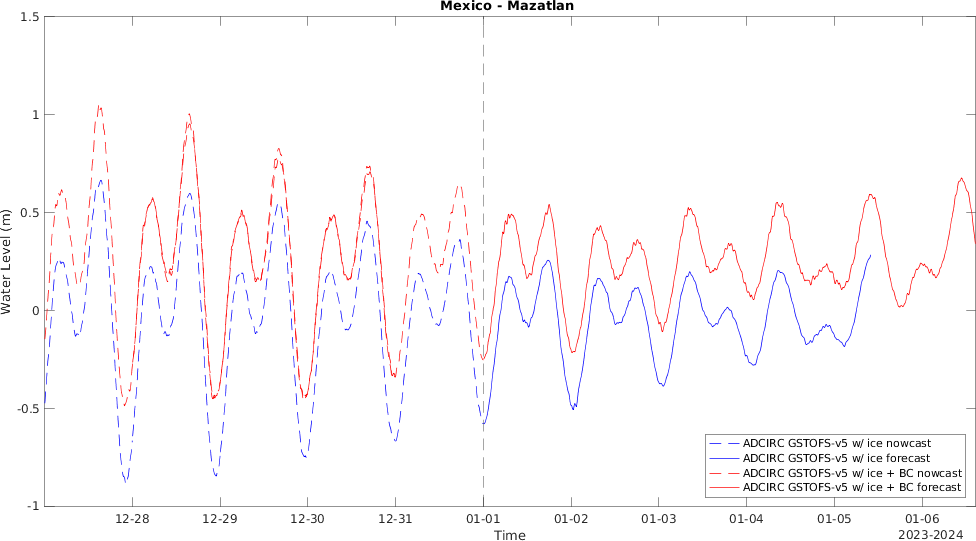 Mexico - Mazatlan
1.5
1
0.5
0
-0.5
-1
Water Level (m)
12-28 12-29 12-30 12-31 01-01 01-02 01-03 01-04 01-05 01-06
Time
2023-2024
ADCIRC GSTOFS-v5 w/ ice nowcast
ADCIRC GSTOFS-v5 w/ ice forecast
ADCIRC GSTOFS-v5 w/ ice + BC nowcast
ADCIRC GSTOFS-v5 w/ ice + BC forecast